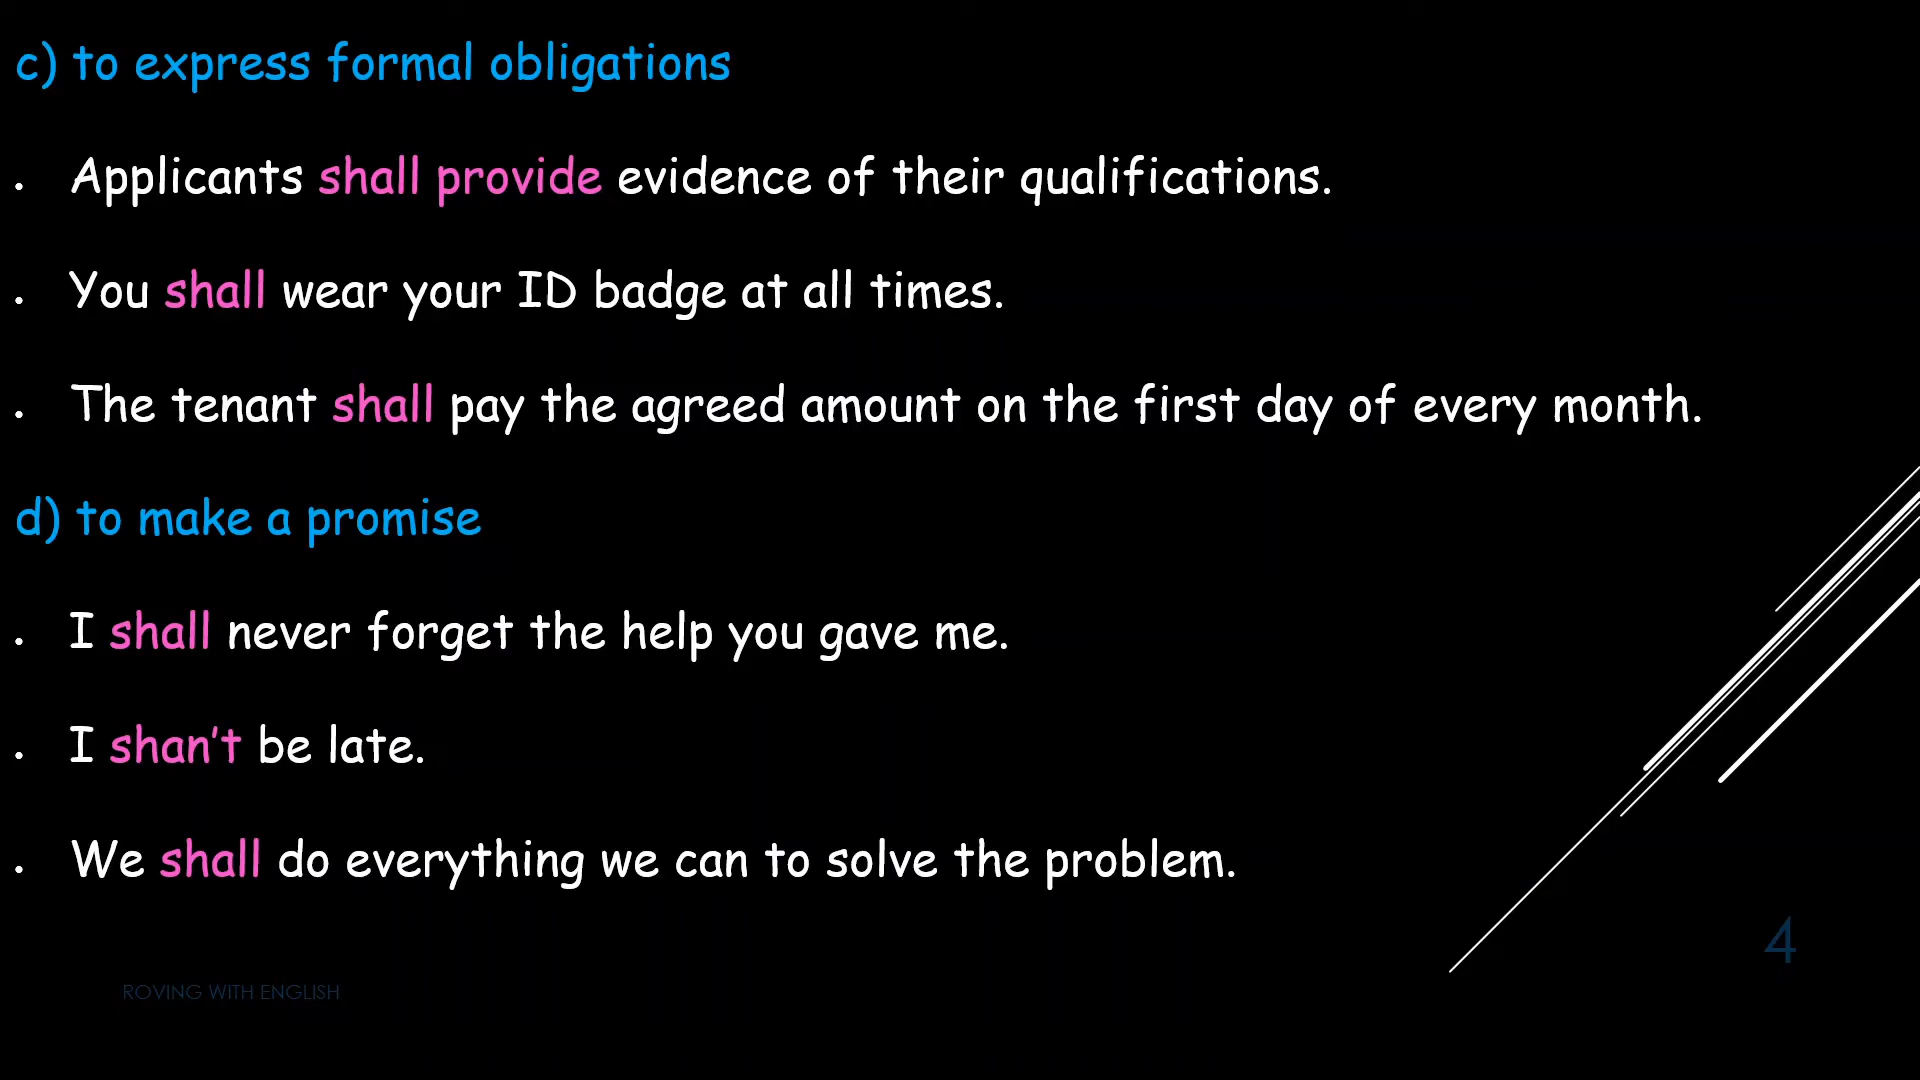 c) to express formal obligations
• Applicants shall provide evidence of their qualifications.
• You shall wear your ID badge at all times.
• The tenant shall pay the agreed amount on the first day of every month.
d) to make a promise
• I shall never forget the help you gave me.
• I shan’t be late.
• We shall do everything we can to solve the problem.
4
ROVING WITH ENGLISH